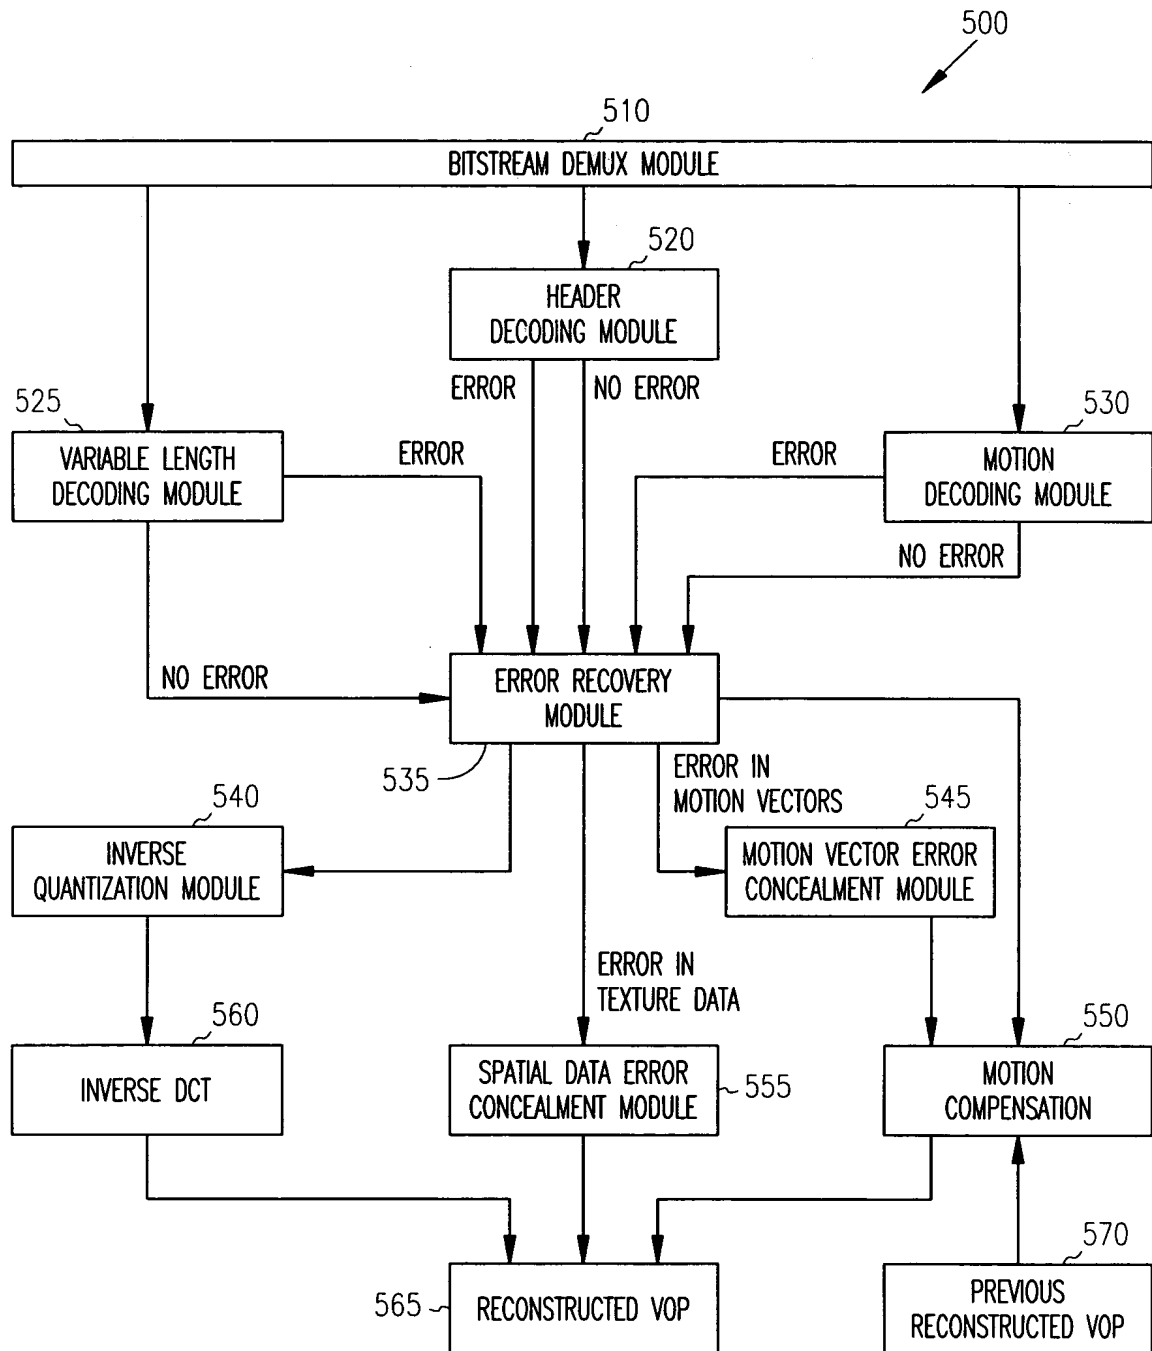 500
510
BITSTREAM DEMUX MODULE
520
HEADER
DECODING MODULE
ERROR
NO ERROR
525
VARIABLE LENGTH
DECODING MODULE
ERROR
ERROR
530
MOTION
DECODING MODULE
NO ERROR
NO ERROR
ERROR RECOVERY
MODULE
535
ERROR IN
MOTION VECTORS
540
INVERSE
QUANTIZATION MODULE
545
MOTION VECTOR ERROR
CONCEALMENT MODULE
ERROR IN
TEXTURE DATA
560
INVERSE DCT
SPATIAL DATA ERROR
CONCEALMENT MODULE
555
550
MOTION
COMPENSATION
565
RECONSTRUCTED VOP
570
PREVIOUS
RECONSTRUCTED VOP